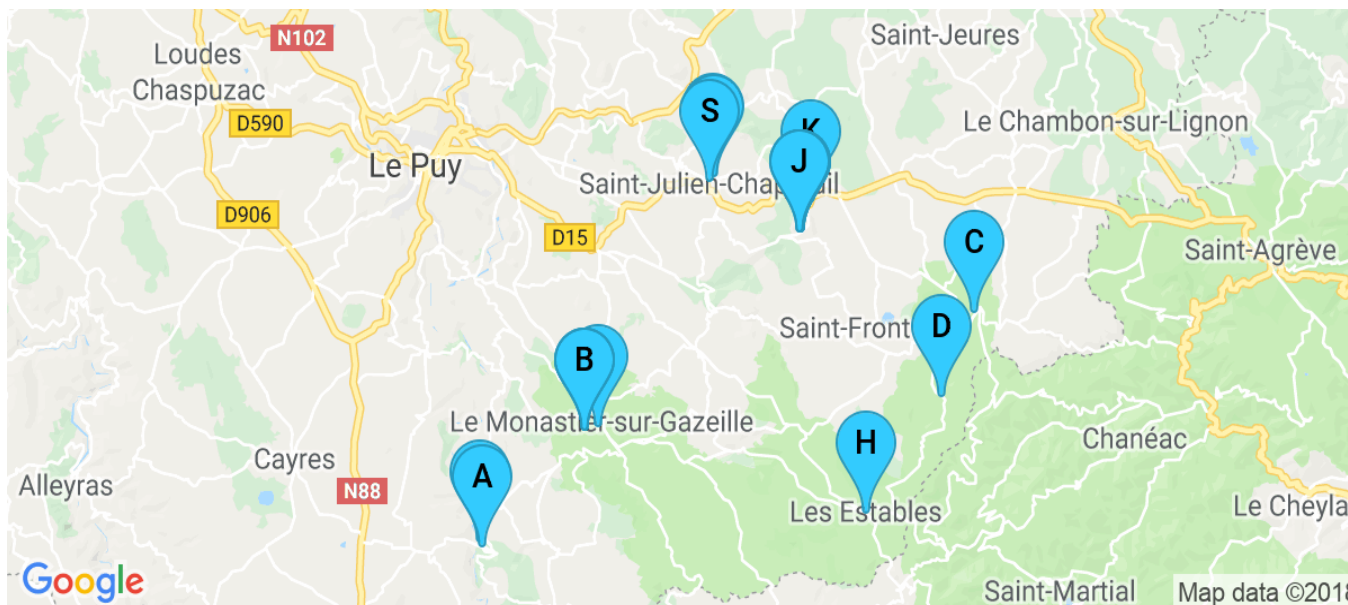 N102
Saint-Jeures
Loudes
Chaspuzac
D590
S
K
Le Chambon-sur-Lignon
Le Puy
J
Saint-Julien-Chapteuil
D906
D15
C
Saint-Agrève
Saint-Front
D
B
Le Monastier-sur-Gazeille
H
Chanéac
Cayres
A
Alleyras
N88
Les Estables
Le Cheyla
Google
Saint-Martial
Map data ©2018